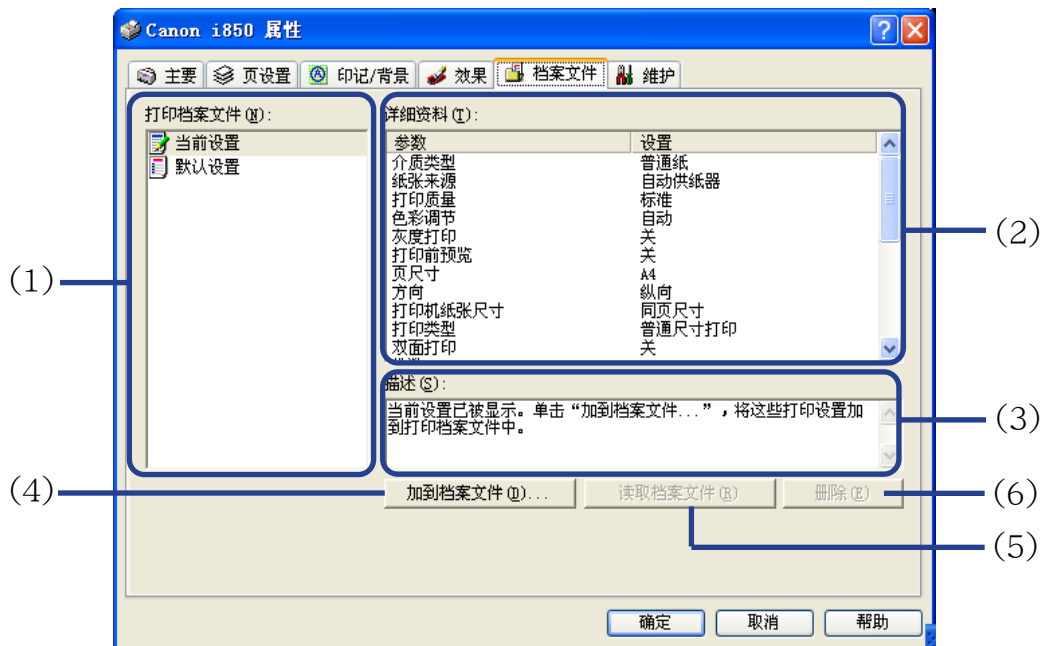 Canon i850 属性
主要 页设置 印记/背景 效果 档案文件 维护
打印档案文件(N):
当前设置
默认设置
详细资料(T):
参数 设置
介质类型 普通纸
纸张来源 自动供纸器
打印质量 标准
色彩调节 自动
灰度打印 关
打印前预览 关
页尺寸 A4
方向 纵向
打印机纸张尺寸 同页尺寸
打印类型 普通尺寸打印
双面打印 关
描述(S):
当前设置已被显示。单击“加到档案文件...”，将这些打印设置加
到打印档案文件中。
加到档案文件(D)... 读取档案文件(R) 删除(E)
确定 取消 帮助
(1)
(2)
(3)
(4)
(6)
(5)